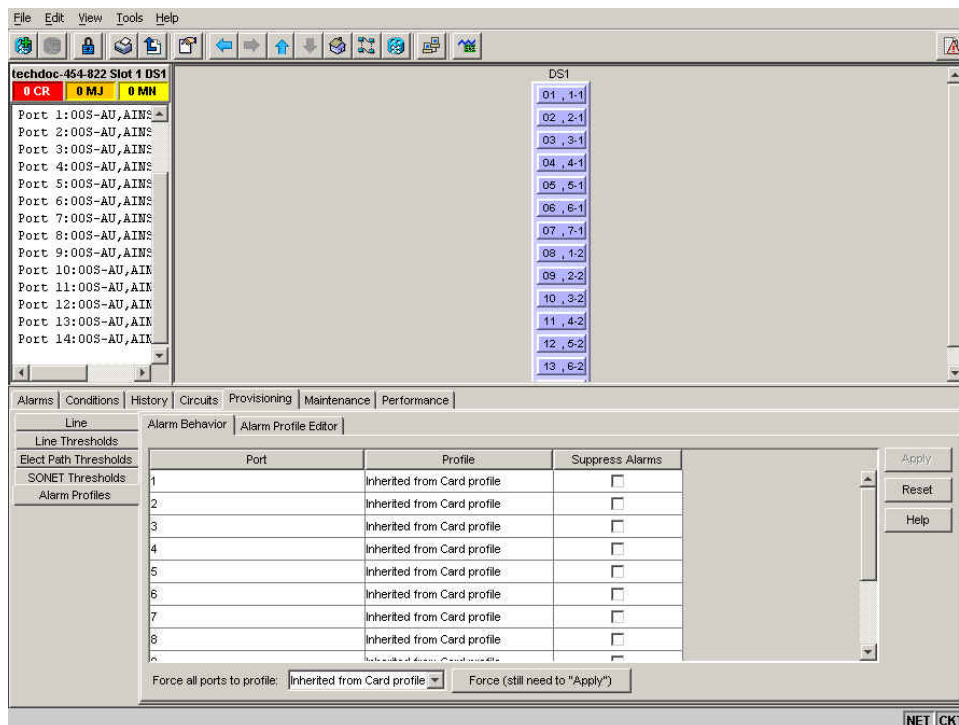 File Edit View Tools Help
techdoc-454-822 Slot 1 DS1
0 CR 0 MJ 0 MN
Port 1:OOS-AU,AINS
Port 2:OOS-AU,AINS
Port 3:OOS-AU,AINS
Port 4:OOS-AU,AINS
Port 5:OOS-AU,AINS
Port 6:OOS-AU,AINS
Port 7:OOS-AU,AINS
Port 8:OOS-AU,AINS
Port 9:OOS-AU,AINS
Port 10:OOS-AU,AIN
Port 11:OOS-AU,AIN
Port 12:OOS-AU,AIN
Port 13:OOS-AU,AIN
Port 14:OOS-AU,AIN
DS1
01 , 1-1
02 , 2-1
03 , 3-1
04 , 4-1
05 , 5-1
06 , 6-1
07 , 7-1
08 , 1-2
09 , 2-2
10 , 3-2
11 , 4-2
12 , 5-2
13 , 6-2
Alarms Conditions History Circuits Provisioning Maintenance Performance
Line
Line Thresholds
Elect Path Thresholds
SONET Thresholds
Alarm Profiles
Alarm Behavior Alarm Profile Editor
Port Profile Suppress Alarms
1 Inherited from Card profile
2 Inherited from Card profile
3 Inherited from Card profile
4 Inherited from Card profile
5 Inherited from Card profile
6 Inherited from Card profile
7 Inherited from Card profile
8 Inherited from Card profile
Apply
Reset
Help
Force all ports to profile: Inherited from Card profile Force (still need to "Apply")
NET CK